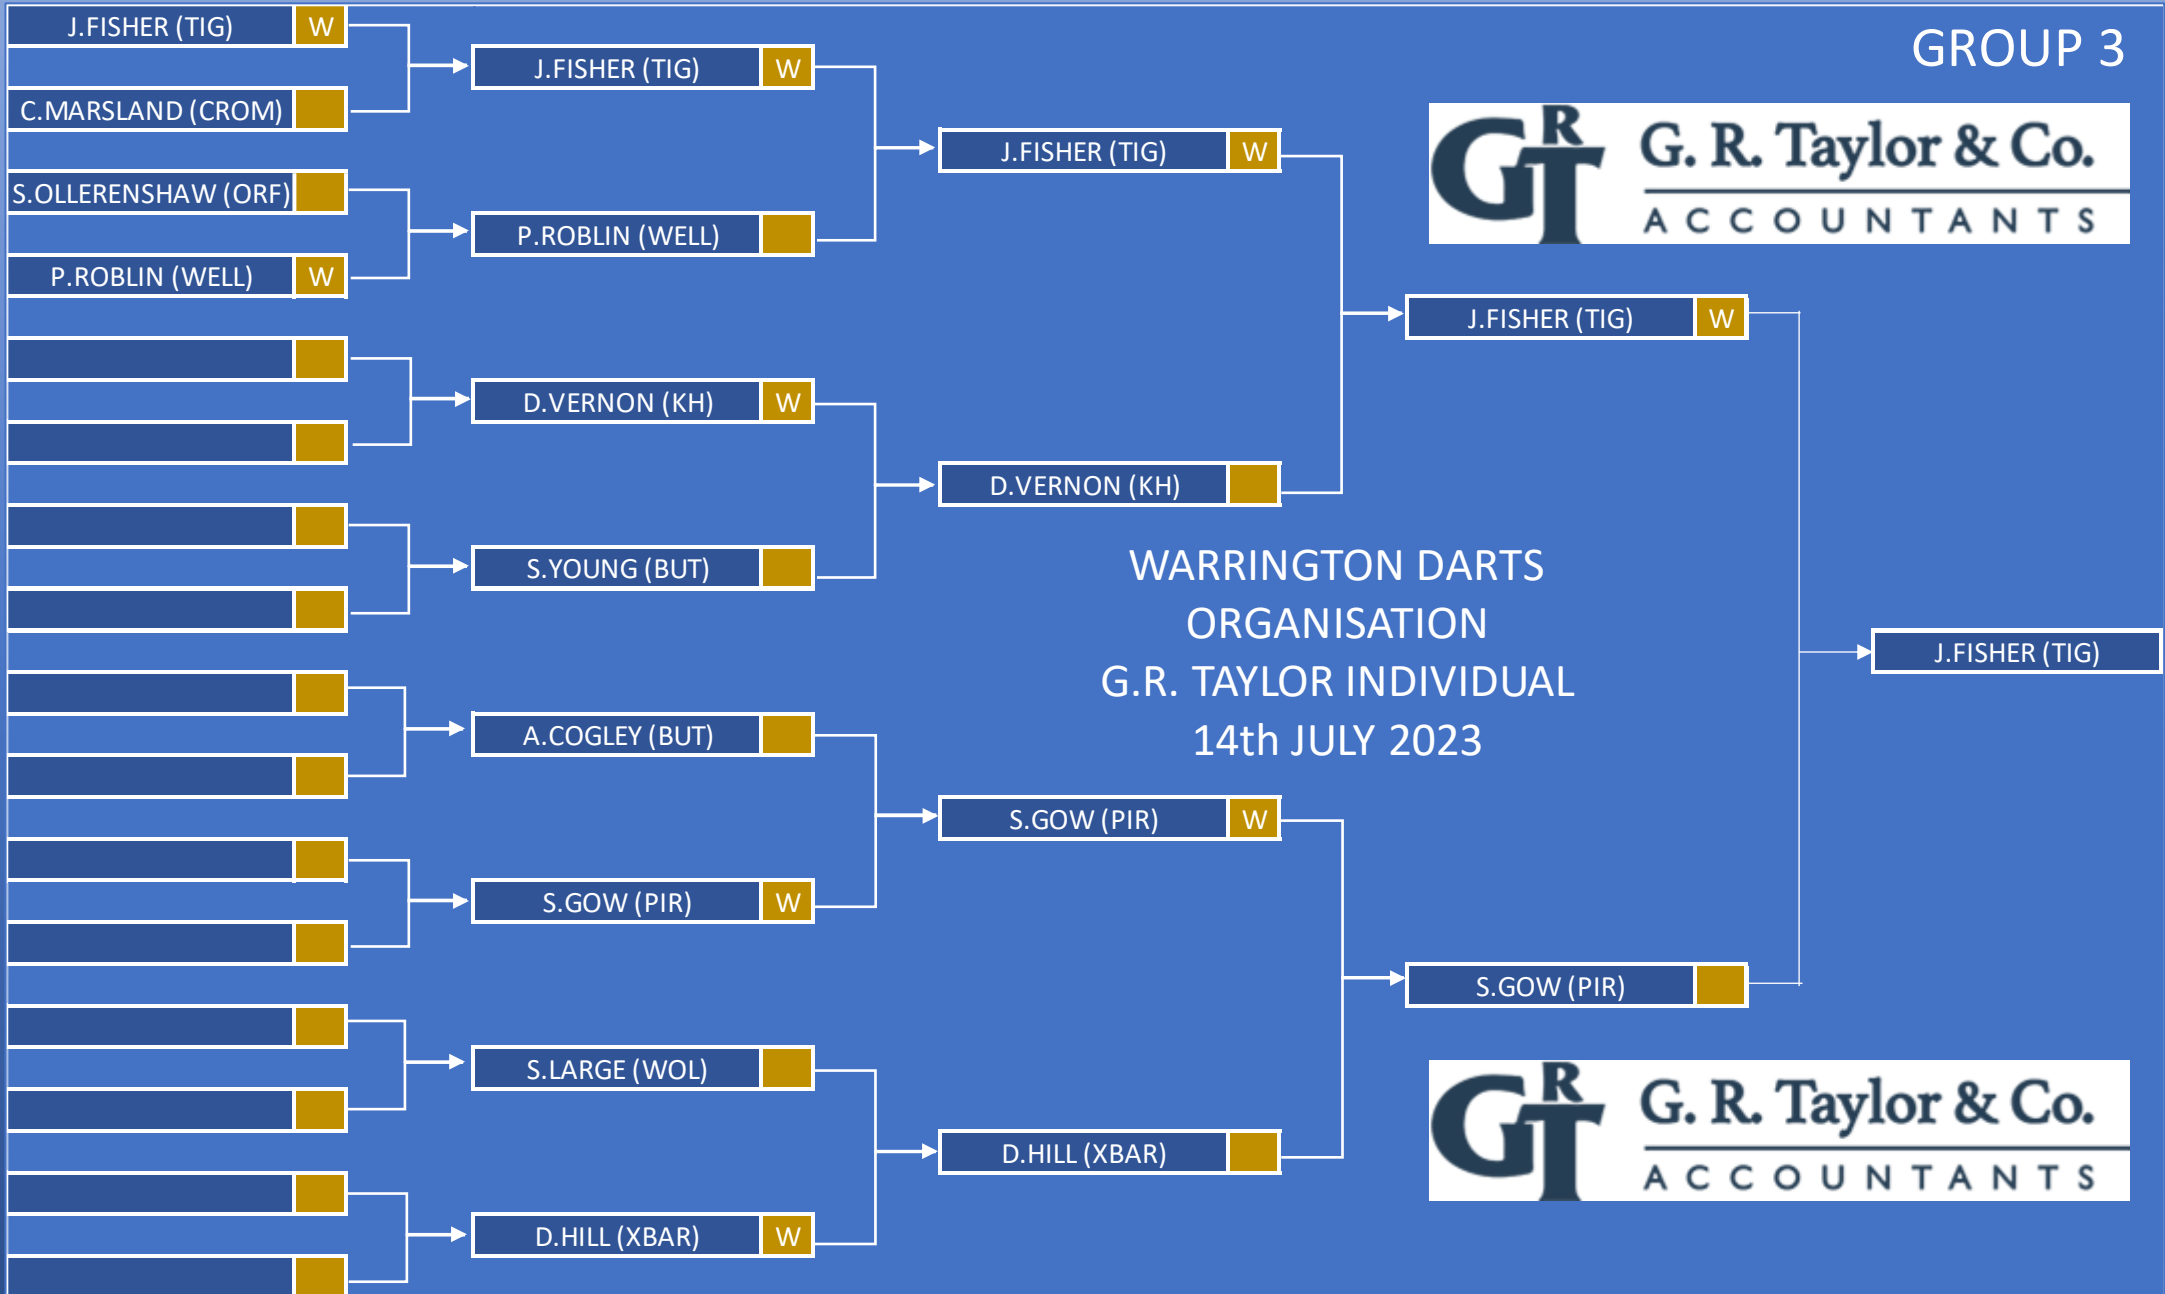 GROUP 3
J.FISHER (TIG) W
C.MARSLAND (CROM)
S.OLLERENSHAW (ORF)
P.ROBLIN (WELL) W
J.FISHER (TIG) W
P.ROBLIN (WELL)
D.VERNON (KH) W
S.YOUNG (BUT)
A.COGLEY (BUT)
S.GOW (PIR) W
S.LARGE (WOL)
D.HILL (XBAR) W
J.FISHER (TIG) W
D.VERNON (KH)
S.GOW (PIR) W
D.HILL (XBAR)
WARRINGTON DARTS
ORGANISATION
G.R. TAYLOR INDIVIDUAL
14th JULY 2023
GRT G. R. Taylor & Co.
ACCOUNTANTS
J.FISHER (TIG) W
S.GOW (PIR)
GRT G. R. Taylor & Co.
ACCOUNTANTS
J.FISHER (TIG)